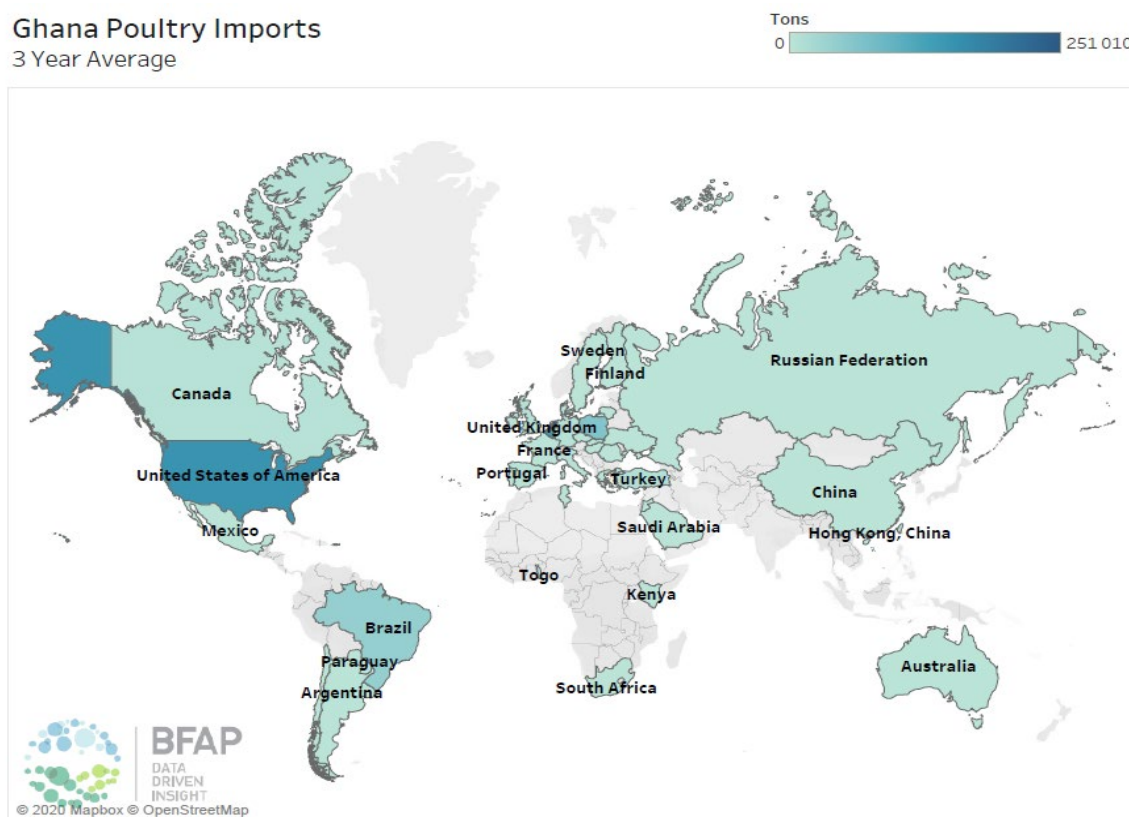 Ghana Poultry Imports
3 Year Average
Tons
0
251 010
Sweden
Finland
Russian Federation
Canada
United Kingdom
France
United States of America
Portugal
Turkey
China
Mexico
Saudi Arabia
Hong Kong, China
Togo
Kenya
Brazil
Paraguay
Argentina
South Africa
Australia
BFAP
DATA
DRIVEN
INSIGHT
© 2020 Mapbox © OpenStreetMap